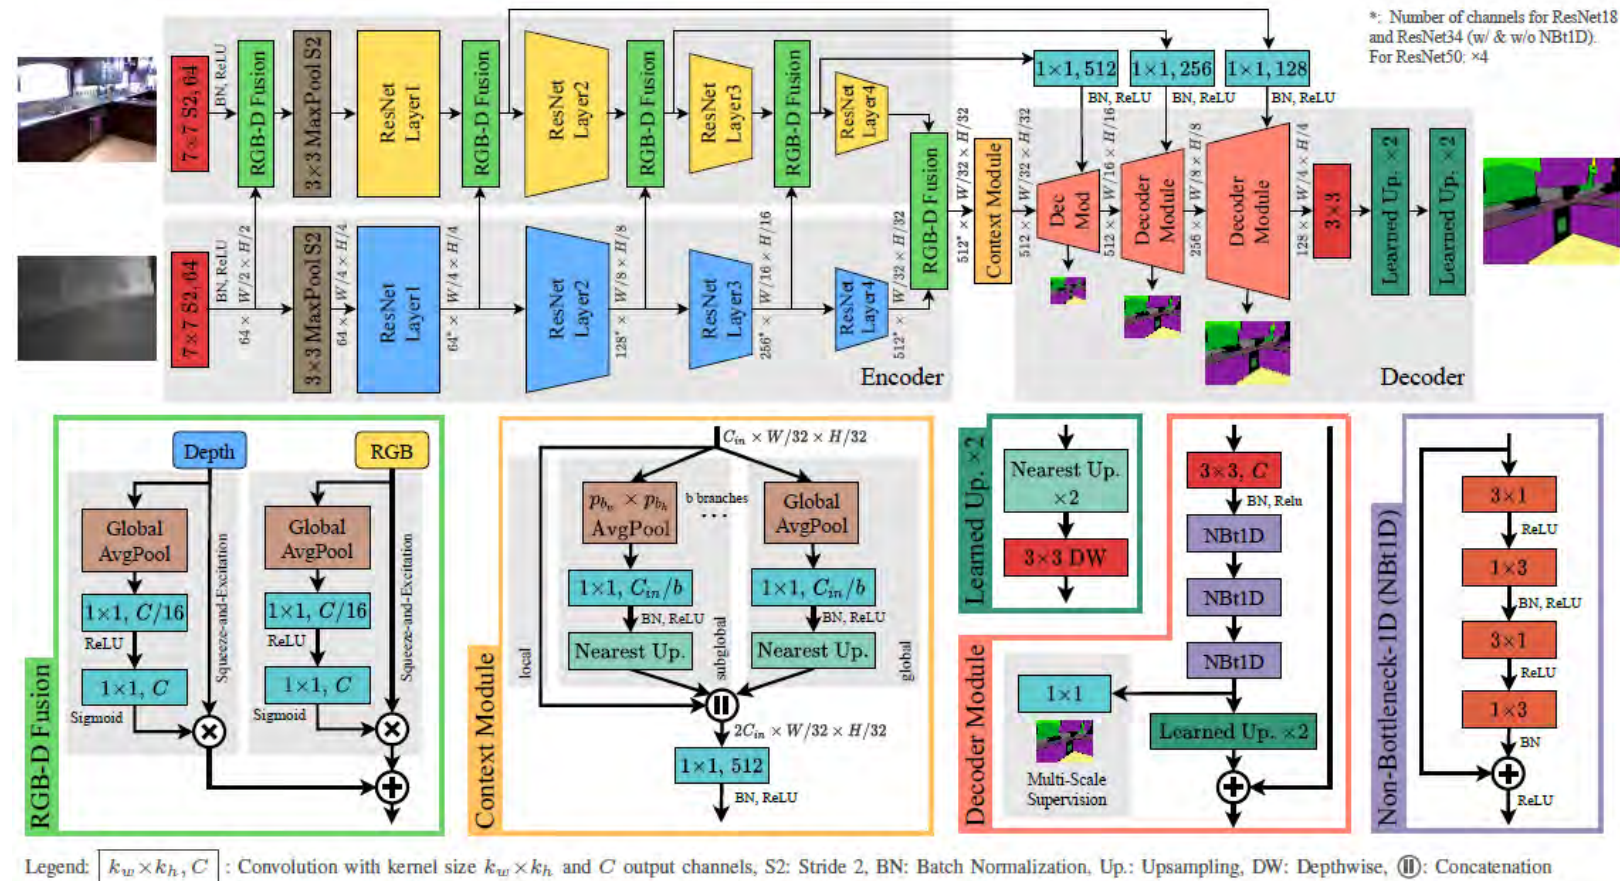 *: Number of channels for ResNet18
and ResNet34 (w/ & w/o NBt1D).
For ResNet50: ×4
7×7 S2, 64
BN, ReLU
RGB-D Fusion
3×3 MaxPool S2
ResNet
Layer1
RGB-D Fusion
ResNet
Layer2
RGB-D Fusion
ResNet
Layer3
RGB-D Fusion
ResNet
Layer4
RGB-D Fusion
7×7 S2, 64
BN, ReLU
64 × W/2 × H/2
3×3 MaxPool S2
64 × W/4 × H/4
ResNet
Layer1
64* × W/4 × H/4
ResNet
Layer2
128* × W/8 × H/8
ResNet
Layer3
256* × W/16 × H/16
ResNet
Layer4
512* × W/32 × H/32
Encoder
512* × W/32 × H/32
Context Module
512 × W/32 × H/32
1×1, 512
1×1, 256
1×1, 128
BN, ReLU
BN, ReLU
BN, ReLU
Dec
Mod
512 × W/16 × H/16
Decoder
Module
256 × W/8 × H/8
Decoder
Module
128 × W/4 × H/4
3×3
Learned Up. ×2
Learned Up. ×2
Decoder
RGB-D Fusion
Depth
RGB
Global
AvgPool
1×1, C/16
ReLU
1×1, C
Sigmoid
Squeeze-and-Excitation
Global
AvgPool
1×1, C/16
ReLU
1×1, C
Sigmoid
Squeeze-and-Excitation
Context Module
C_in × W/32 × H/32
p_bw × p_bh
AvgPool
b branches
...
Global
AvgPool
1×1, C_in/b
1×1, C_in/b
BN, ReLU
BN, ReLU
Nearest Up.
Nearest Up.
local
subglobal
global
2C_in × W/32 × H/32
1×1, 512
BN, ReLU
Learned Up. ×2
Nearest Up.
×2
3×3 DW
Decoder Module
3×3, C
BN, Relu
NBt1D
NBt1D
NBt1D
1×1
Learned Up. ×2
Multi-Scale
Supervision
Non-Bottleneck-1D (NBt1D)
3×1
ReLU
1×3
BN, ReLU
3×1
ReLU
1×3
BN
ReLU
Legend: k_w×k_h, C : Convolution with kernel size k_w×k_h and C output channels, S2: Stride 2, BN: Batch Normalization, Up.: Upsampling, DW: Depthwise, : Concatenation